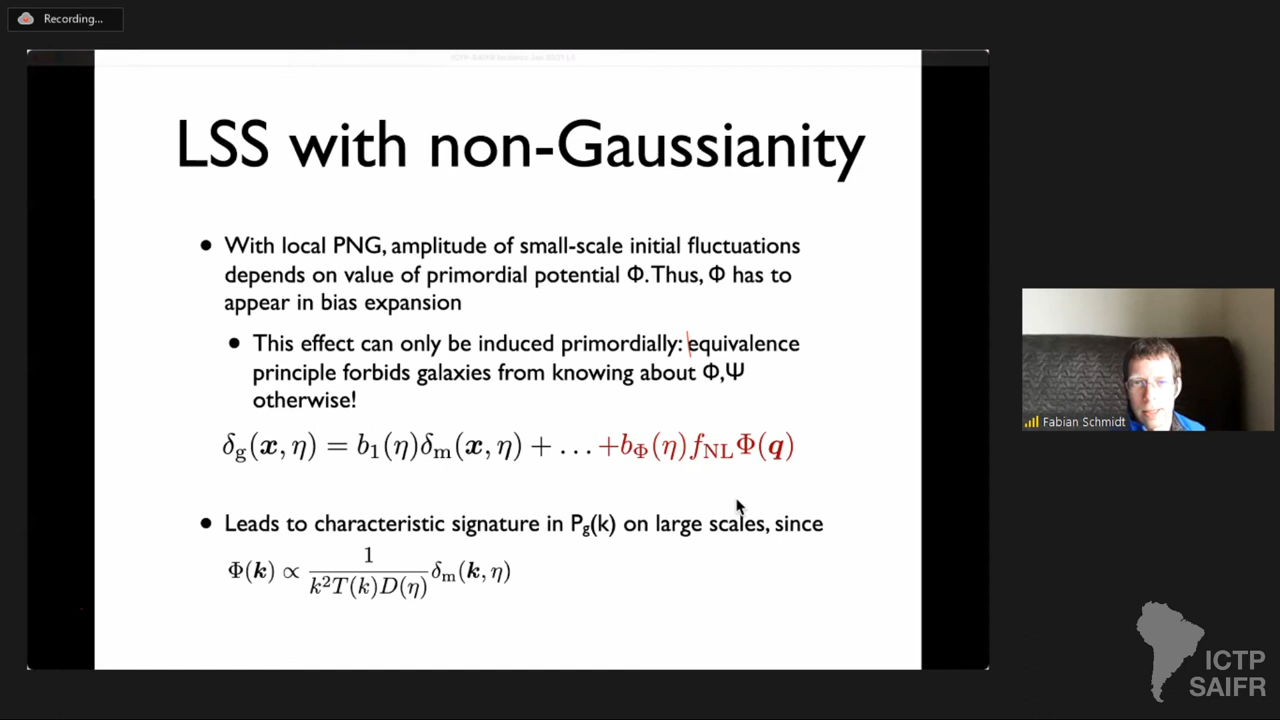 Recording...
LSS with non-Gaussianity
• With local PNG, amplitude of small-scale initial fluctuations
depends on value of primordial potential Φ. Thus, Φ has to
appear in bias expansion
• This effect can only be induced primordially: equivalence
principle forbids galaxies from knowing about Φ,Ψ
otherwise!
δ_g(x, η) = b_1(η)δ_m(x, η) + … +b_Φ(η)f_NLΦ(q)
• Leads to characteristic signature in P_g(k) on large scales, since
Φ(k) ∝ 1/(k²T(k)D(η)) δ_m(k, η)
Fabian Schmidt
ICTP
SAIFR